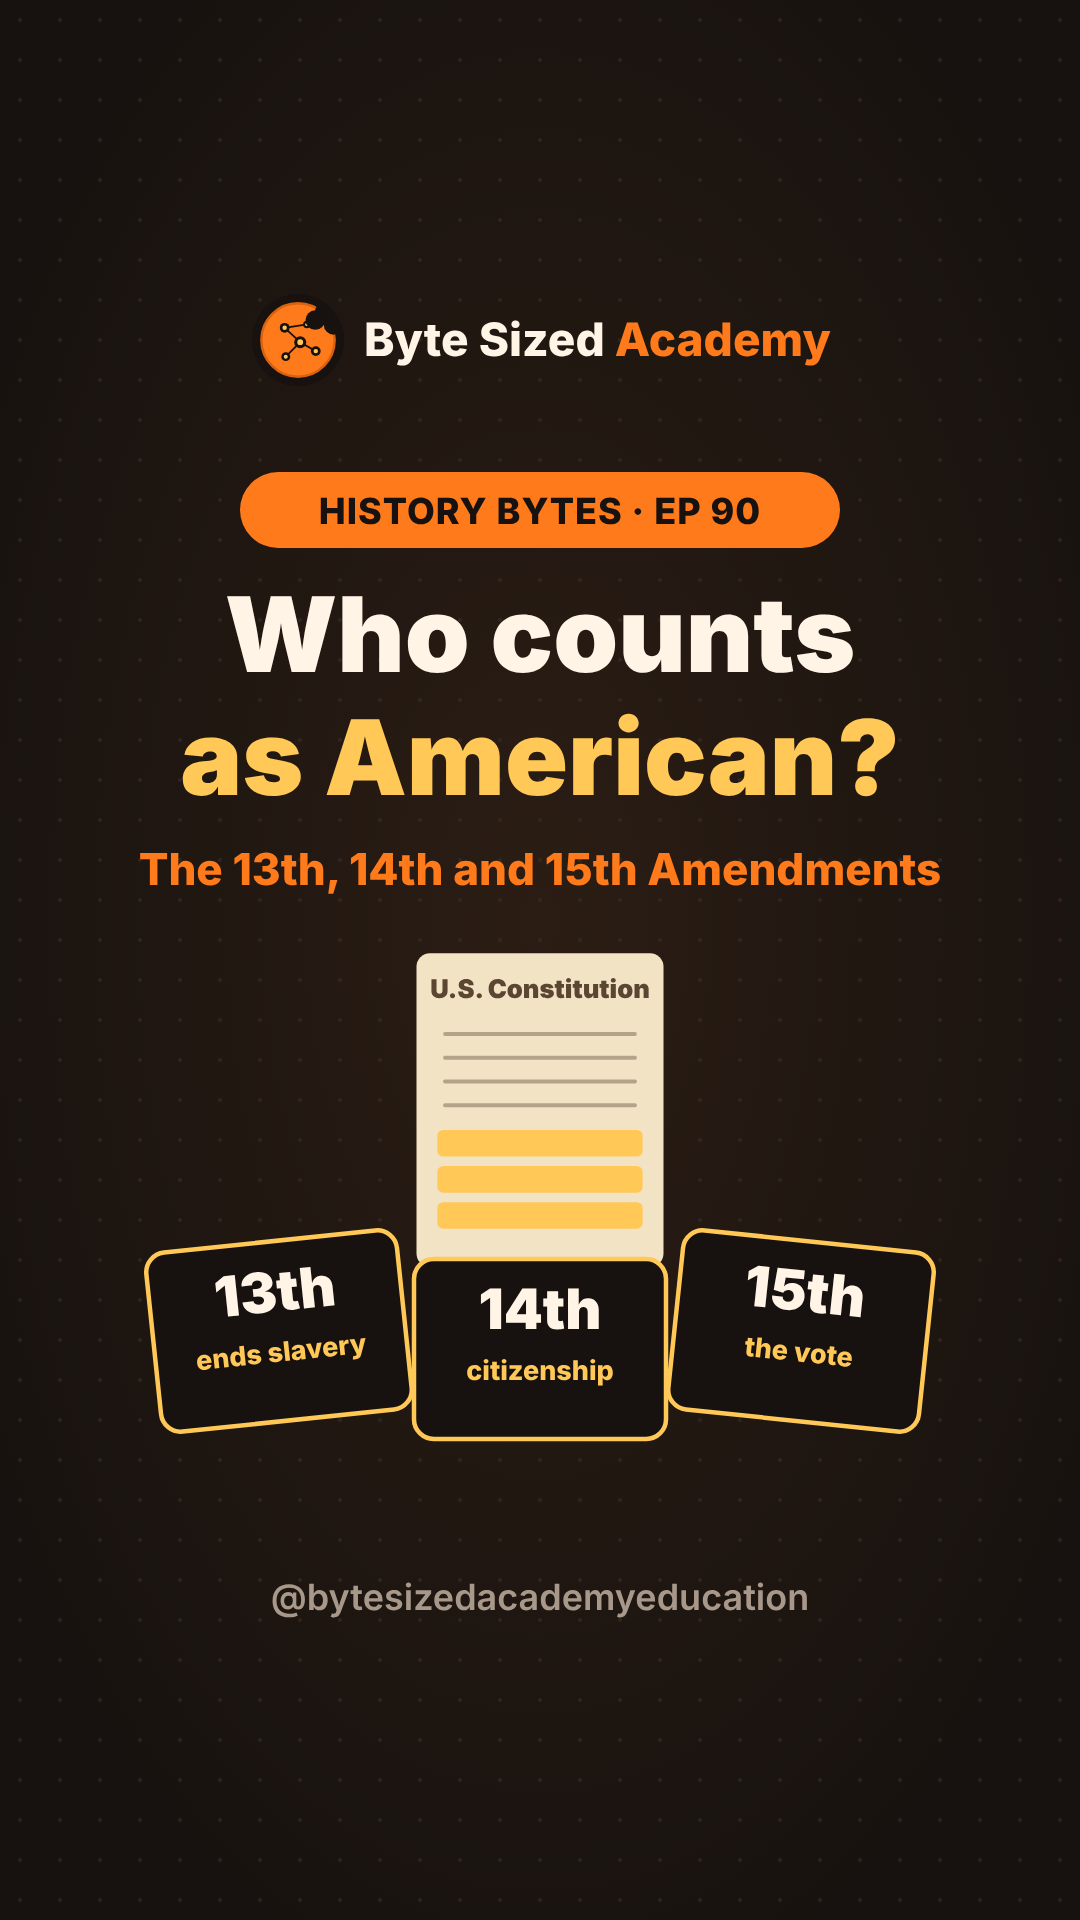 Byte Sized Academy
HISTORY BYTES · EP 90
Who counts
as American?
The 13th, 14th and 15th Amendments
U.S. Constitution
13th
ends slavery
14th
citizenship
15th
the vote
@bytesizedacademyeducation